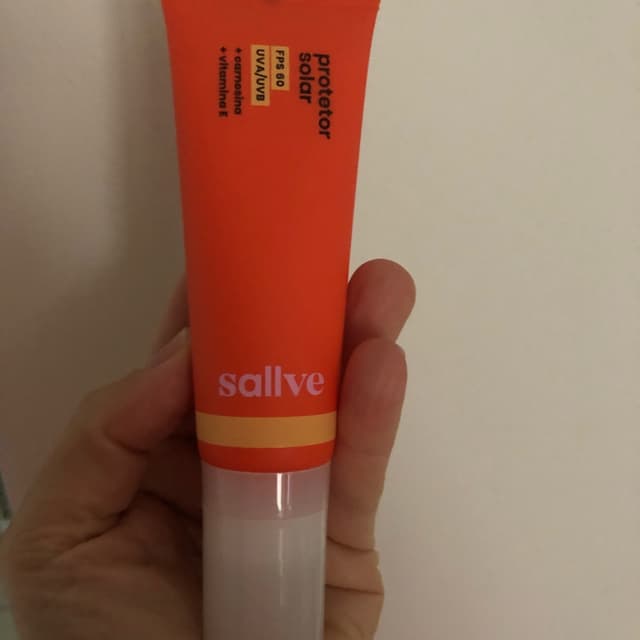 protetor
solar
FPS 60
UVA/UVB
+carnosina
+vitamina E
sallve